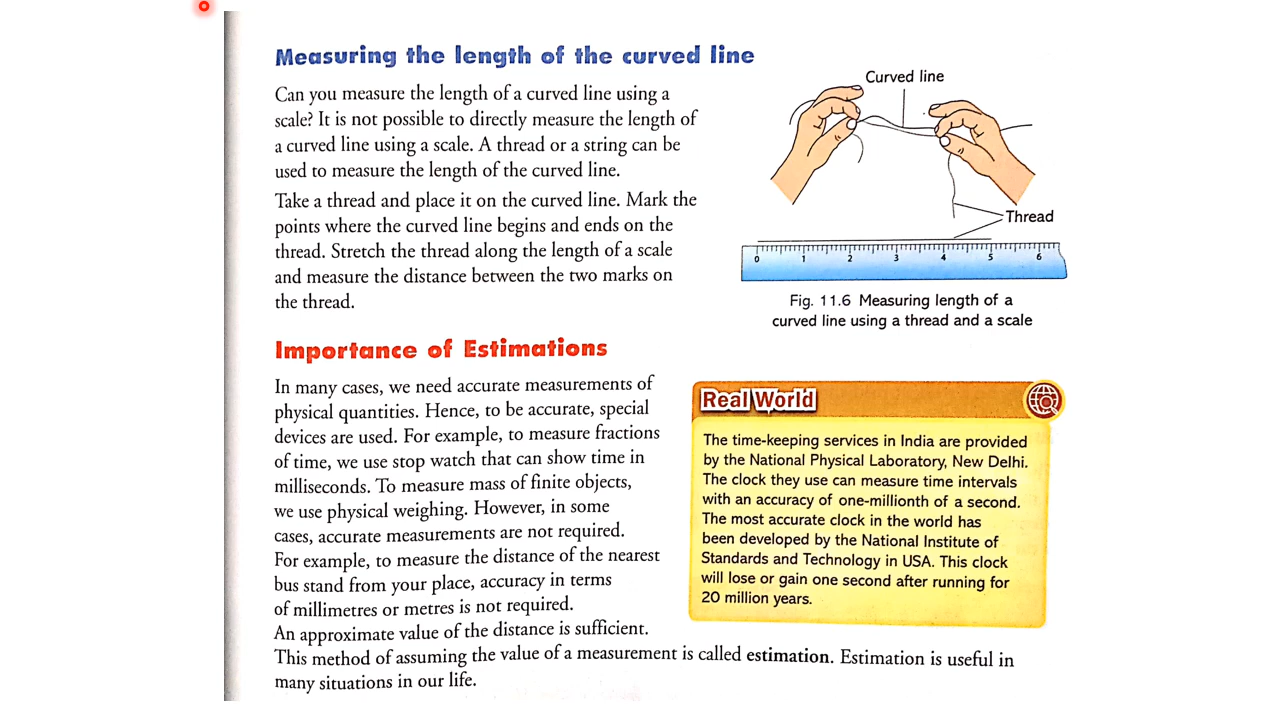 Measuring the length of the curved line
Can you measure the length of a curved line using a
scale? It is not possible to directly measure the length of
a curved line using a scale. A thread or a string can be
used to measure the length of the curved line.
Take a thread and place it on the curved line. Mark the
points where the curved line begins and ends on the
thread. Stretch the thread along the length of a scale
and measure the distance between the two marks on
the thread.
Curved line
Thread
0 1 2 3 4 5 6
Fig. 11.6 Measuring length of a
curved line using a thread and a scale
Importance of Estimations
In many cases, we need accurate measurements of
physical quantities. Hence, to be accurate, special
devices are used. For example, to measure fractions
of time, we use stop watch that can show time in
milliseconds. To measure mass of finite objects,
we use physical weighing. However, in some
cases, accurate measurements are not required.
For example, to measure the distance of the nearest
bus stand from your place, accuracy in terms
of millimetres or metres is not required.
An approximate value of the distance is sufficient.
This method of assuming the value of a measurement is called estimation. Estimation is useful in
many situations in our life.
Real World
The time-keeping services in India are provided
by the National Physical Laboratory, New Delhi.
The clock they use can measure time intervals
with an accuracy of one-millionth of a second.
The most accurate clock in the world has
been developed by the National Institute of
Standards and Technology in USA. This clock
will lose or gain one second after running for
20 million years.